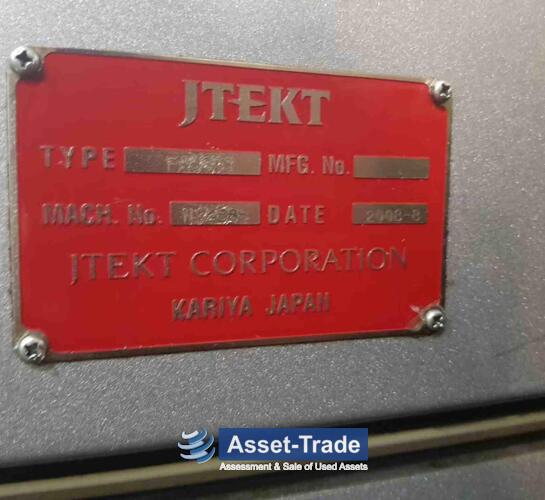 JTEKT
TYPE MFG. No.
MACH. No. DATE 2008-8
JTEKT CORPORATION
KARIYA JAPAN
Asset-Trade
Assessment & Sale of Used Assets